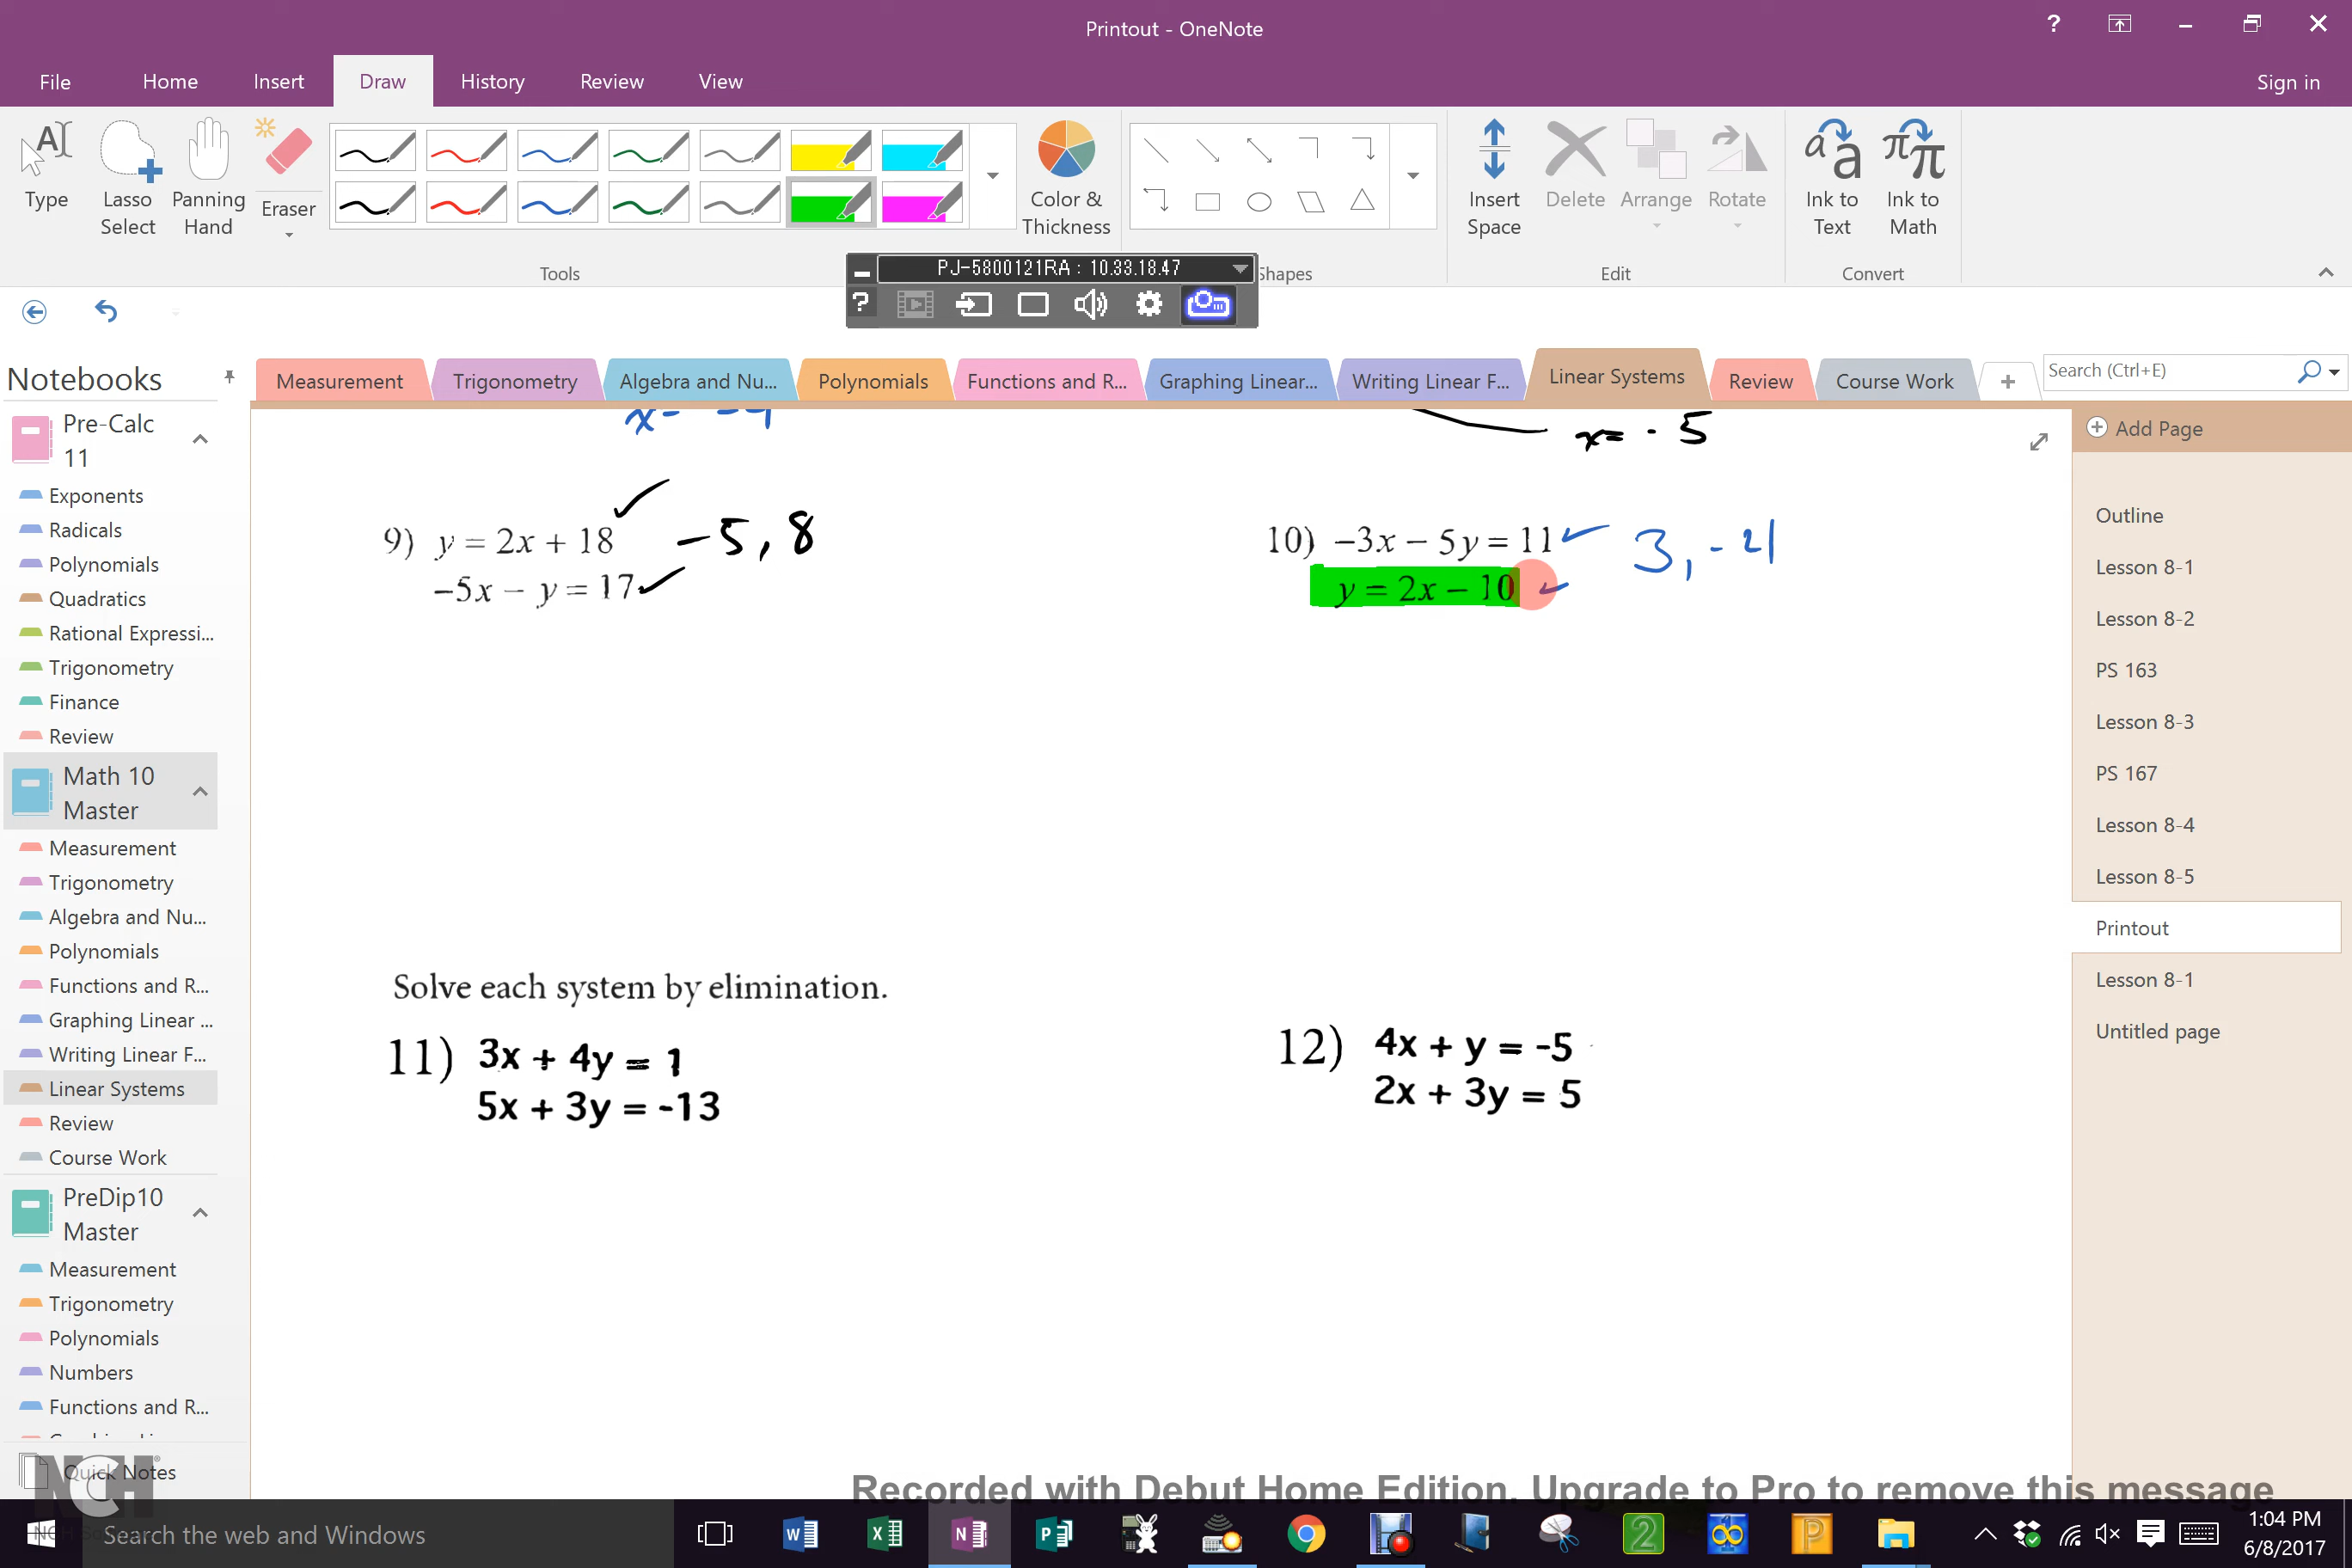 Printout - OneNote
File Home Insert Draw History Review View Sign in
Type
Lasso Select
Panning Hand
Eraser
Color & Thickness
Insert Space
Delete
Arrange
Rotate
Ink to Text
Ink to Math
Tools
Shapes
Edit
Convert
PJ-5800121RA : 10.33.18.47
Notebooks
Measurement Trigonometry Algebra and Nu... Polynomials Functions and R... Graphing Linear... Writing Linear F... Linear Systems Review Course Work +
Search (Ctrl+E)
Pre-Calc 11
Exponents
Radicals
Polynomials
Quadratics
Rational Expressi...
Trigonometry
Finance
Review
Math 10 Master
Measurement
Trigonometry
Algebra and Nu...
Polynomials
Functions and R...
Graphing Linear ...
Writing Linear F...
Linear Systems
Review
Course Work
PreDip10 Master
Measurement
Trigonometry
Polynomials
Numbers
Functions and R...
Quick Notes
x= -4
x= - 5
9) y = 2x + 18
-5x - y = 17
-5, 8
10) -3x - 5y = 11
y = 2x - 10
3, -21
Solve each system by elimination.
11) 3x + 4y = 1
5x + 3y = -13
12) 4x + y = -5
2x + 3y = 5
Add Page
Outline
Lesson 8-1
Lesson 8-2
PS 163
Lesson 8-3
PS 167
Lesson 8-4
Lesson 8-5
Printout
Lesson 8-1
Untitled page
NCH
Recorded with Debut Home Edition. Upgrade to Pro to remove this message
Search the web and Windows
1:04 PM
6/8/2017